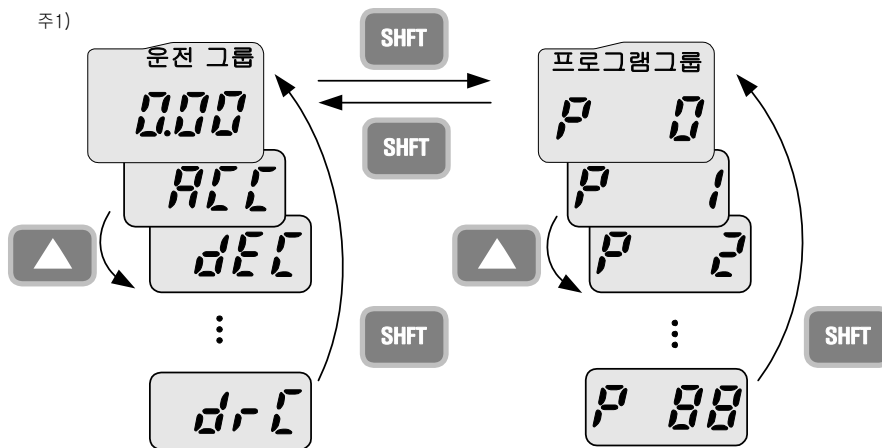 주1)
SHFT
운전 그룹
프로그램그룹
0.00
P 0
SHFT
ACC
P 1
dEC
P 2
SHFT
SHFT
drC
P 88